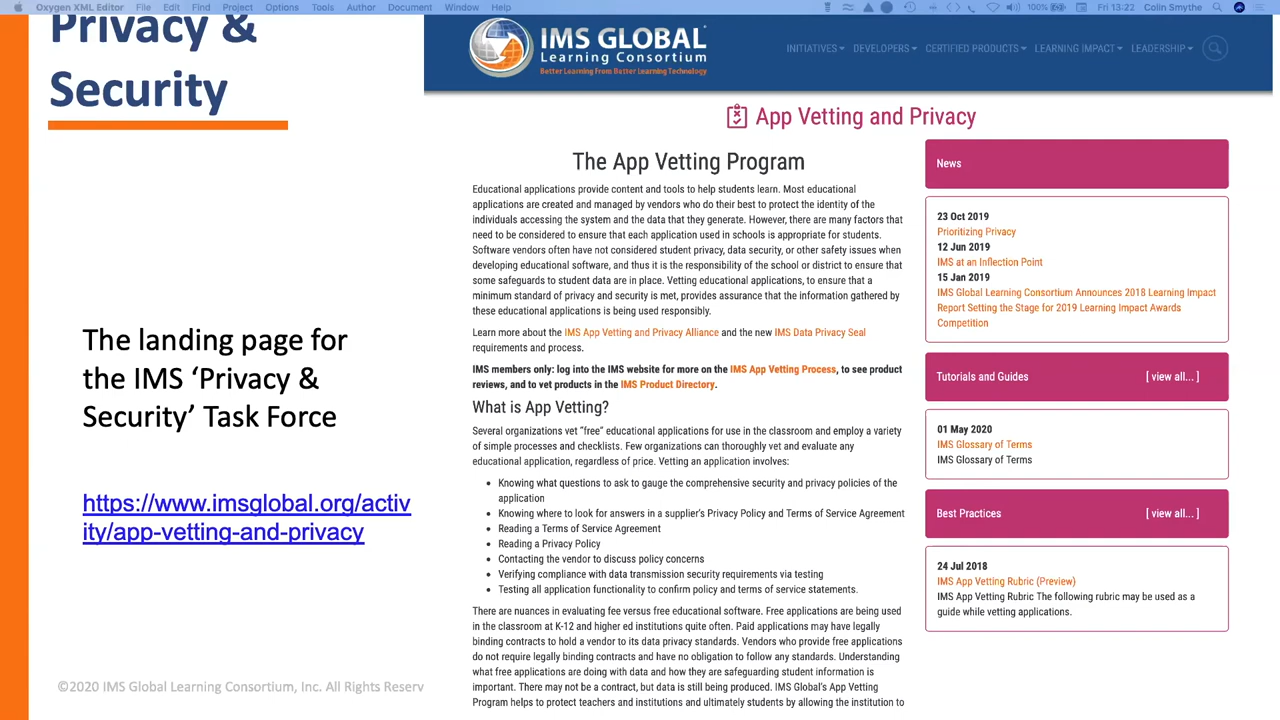 Oxygen XML Editor File Edit Find Project Options Tools Author Document Window Help 100% Fri 13:22 Colin Smythe
Privacy &
Security
The landing page for
the IMS ‘Privacy &
Security’ Task Force
https://www.imsglobal.org/activ
ity/app-vetting-and-privacy
©2020 IMS Global Learning Consortium, Inc. All Rights Reserv
IMS GLOBAL
Learning Consortium
Better Learning From Better Learning Technology
INITIATIVES DEVELOPERS CERTIFIED PRODUCTS LEARNING IMPACT LEADERSHIP
App Vetting and Privacy
The App Vetting Program
Educational applications provide content and tools to help students learn. Most educational
applications are created and managed by vendors who do their best to protect the identity of the
individuals accessing the system and the data that they generate. However, there are many factors that
need to be considered to ensure that each application used in schools is appropriate for students.
Software vendors often have not considered student privacy, data security, or other safety issues when
developing educational software, and thus it is the responsibility of the school or district to ensure that
some safeguards to student data are in place. Vetting educational applications, to ensure that a
minimum standard of privacy and security is met, provides assurance that the information gathered by
these educational applications is being used responsibly.
Learn more about the IMS App Vetting and Privacy Alliance and the new IMS Data Privacy Seal
requirements and process.
IMS members only: log into the IMS website for more on the IMS App Vetting Process, to see product
reviews, and to vet products in the IMS Product Directory.
What is App Vetting?
Several organizations vet “free” educational applications for use in the classroom and employ a variety
of simple processes and checklists. Few organizations can thoroughly vet and evaluate any
educational application, regardless of price. Vetting an application involves:
• Knowing what questions to ask to gauge the comprehensive security and privacy policies of the
application
• Knowing where to look for answers in a supplier's Privacy Policy and Terms of Service Agreement
• Reading a Terms of Service Agreement
• Reading a Privacy Policy
• Contacting the vendor to discuss policy concerns
• Verifying compliance with data transmission security requirements via testing
• Testing all application functionality to confirm policy and terms of service statements.
There are nuances in evaluating fee versus free educational software. Free applications are being used
in the classroom at K-12 and higher ed institutions quite often. Paid applications may have legally
binding contracts to hold a vendor to its data privacy standards. Vendors who provide free applications
do not require legally binding contracts and have no obligation to follow any standards. Understanding
what free applications are doing with data and how they are safeguarding student information is
important. There may not be a contract, but data is still being produced. IMS Global's App Vetting
Program helps to protect teachers and institutions and ultimately students by allowing the institution to
News
23 Oct 2019
Prioritizing Privacy
12 Jun 2019
IMS at an Inflection Point
15 Jan 2019
IMS Global Learning Consortium Announces 2018 Learning Impact
Report Setting the Stage for 2019 Learning Impact Awards
Competition
Tutorials and Guides [ view all... ]
01 May 2020
IMS Glossary of Terms
IMS Glossary of Terms
Best Practices [ view all... ]
24 Jul 2018
IMS App Vetting Rubric (Preview)
IMS App Vetting Rubric The following rubric may be used as a
guide while vetting applications.